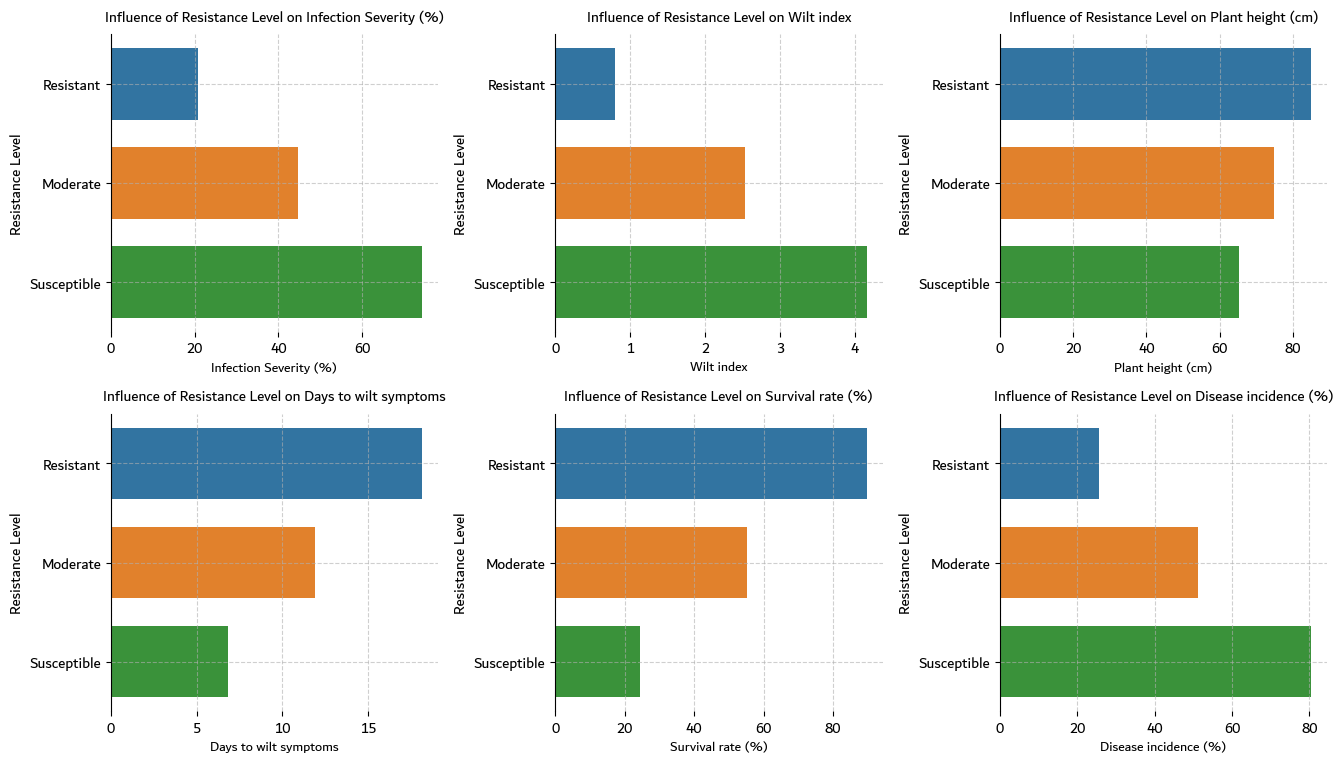 Influence of Resistance Level on Infection Severity (%)
Resistance Level
Resistant
Moderate
Susceptible
0 20 40 60
Infection Severity (%)
Influence of Resistance Level on Wilt index
Resistance Level
Resistant
Moderate
Susceptible
0 1 2 3 4
Wilt index
Influence of Resistance Level on Plant height (cm)
Resistance Level
Resistant
Moderate
Susceptible
0 20 40 60 80
Plant height (cm)
Influence of Resistance Level on Days to wilt symptoms
Resistance Level
Resistant
Moderate
Susceptible
0 5 10 15
Days to wilt symptoms
Influence of Resistance Level on Survival rate (%)
Resistance Level
Resistant
Moderate
Susceptible
0 20 40 60 80
Survival rate (%)
Influence of Resistance Level on Disease incidence (%)
Resistance Level
Resistant
Moderate
Susceptible
0 20 40 60 80
Disease incidence (%)